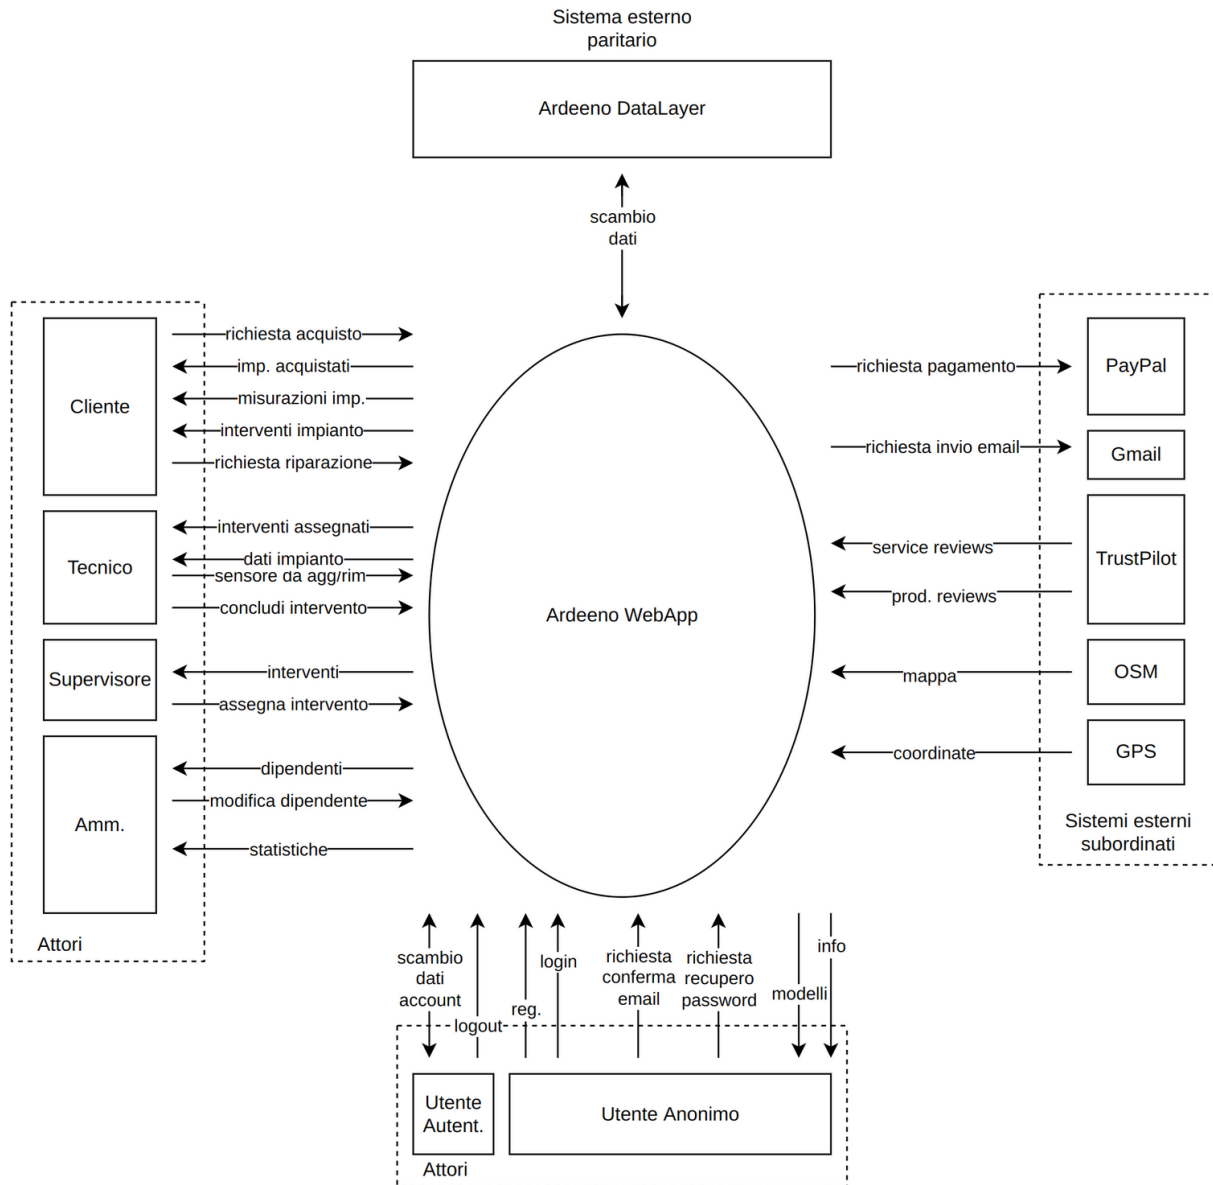 Sistema esterno
paritario
Ardeeno DataLayer
scambio
dati
Cliente
richiesta acquisto
imp. acquistati
misurazioni imp.
interventi impianto
richiesta riparazione
Tecnico
interventi assegnati
dati impianto
sensore da agg/rim
concludi intervento
Supervisore
interventi
assegna intervento
Amm.
dipendenti
modifica dipendente
statistiche
Attori
Ardeeno WebApp
richiesta pagamento
PayPal
richiesta invio email
Gmail
service reviews
prod. reviews
TrustPilot
mappa
OSM
coordinate
GPS
Sistemi esterni
subordinati
scambio
dati
account
logout
reg.
login
richiesta
conferma
email
richiesta
recupero
password
modelli
info
Utente
Autent.
Utente Anonimo
Attori